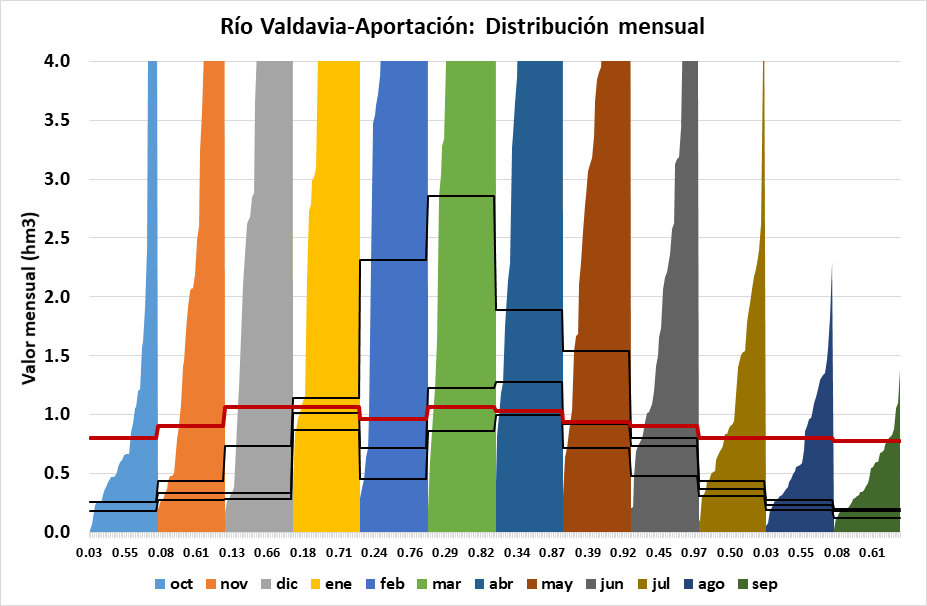 Río Valdavia-Aportación: Distribución mensual
4.0
3.5
3.0
2.5
2.0
1.5
1.0
0.5
0.0
Valor mensual (hm3)
0.03 0.55 0.08 0.61 0.13 0.66 0.18 0.71 0.24 0.76 0.29 0.82 0.34 0.87 0.39 0.92 0.45 0.97 0.50 0.03 0.55 0.08 0.61
oct nov dic ene feb mar abr may jun jul ago sep